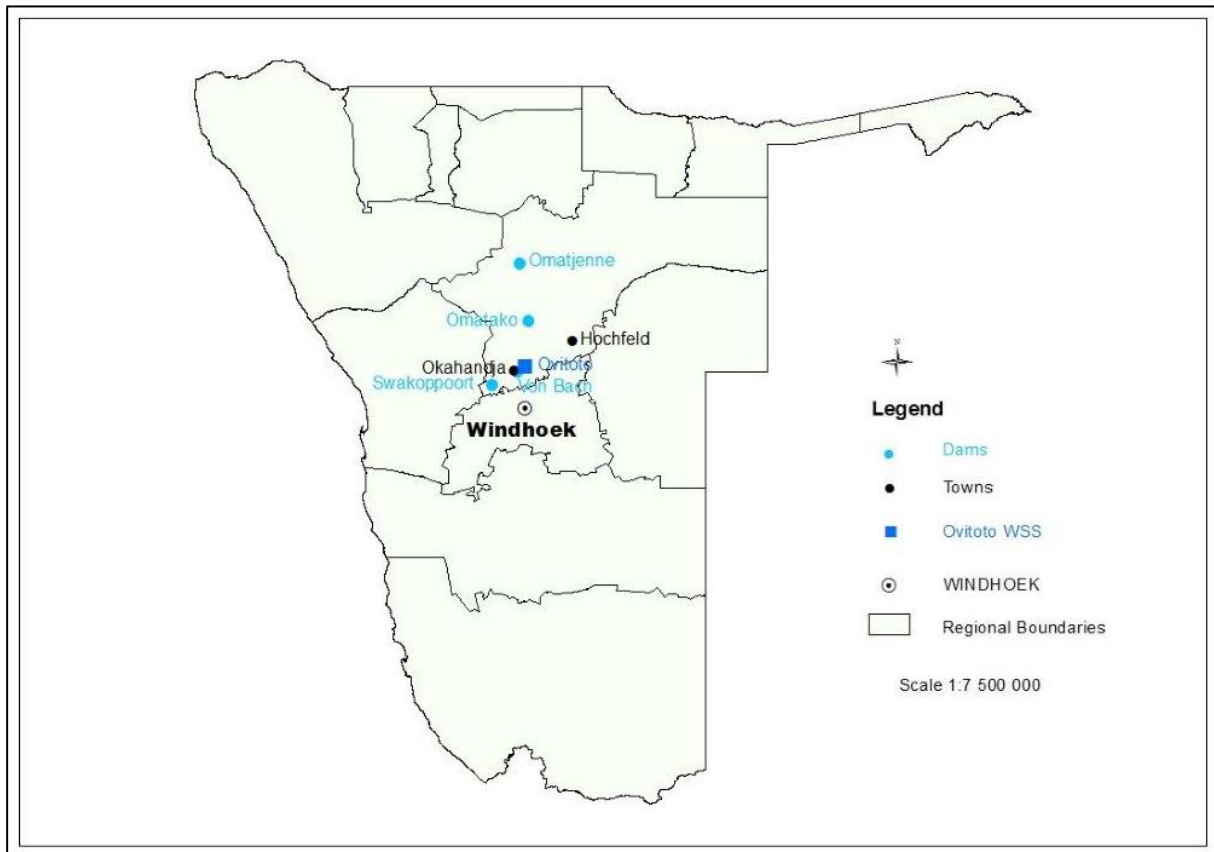 Omatjenne
Omatako
Hochfeld
Okahandja
Ovitoto
Swakoppoort
Von Bach
Windhoek
N
Legend
Dams
Towns
Ovitoto WSS
WINDHOEK
Regional Boundaries
Scale 1:7 500 000